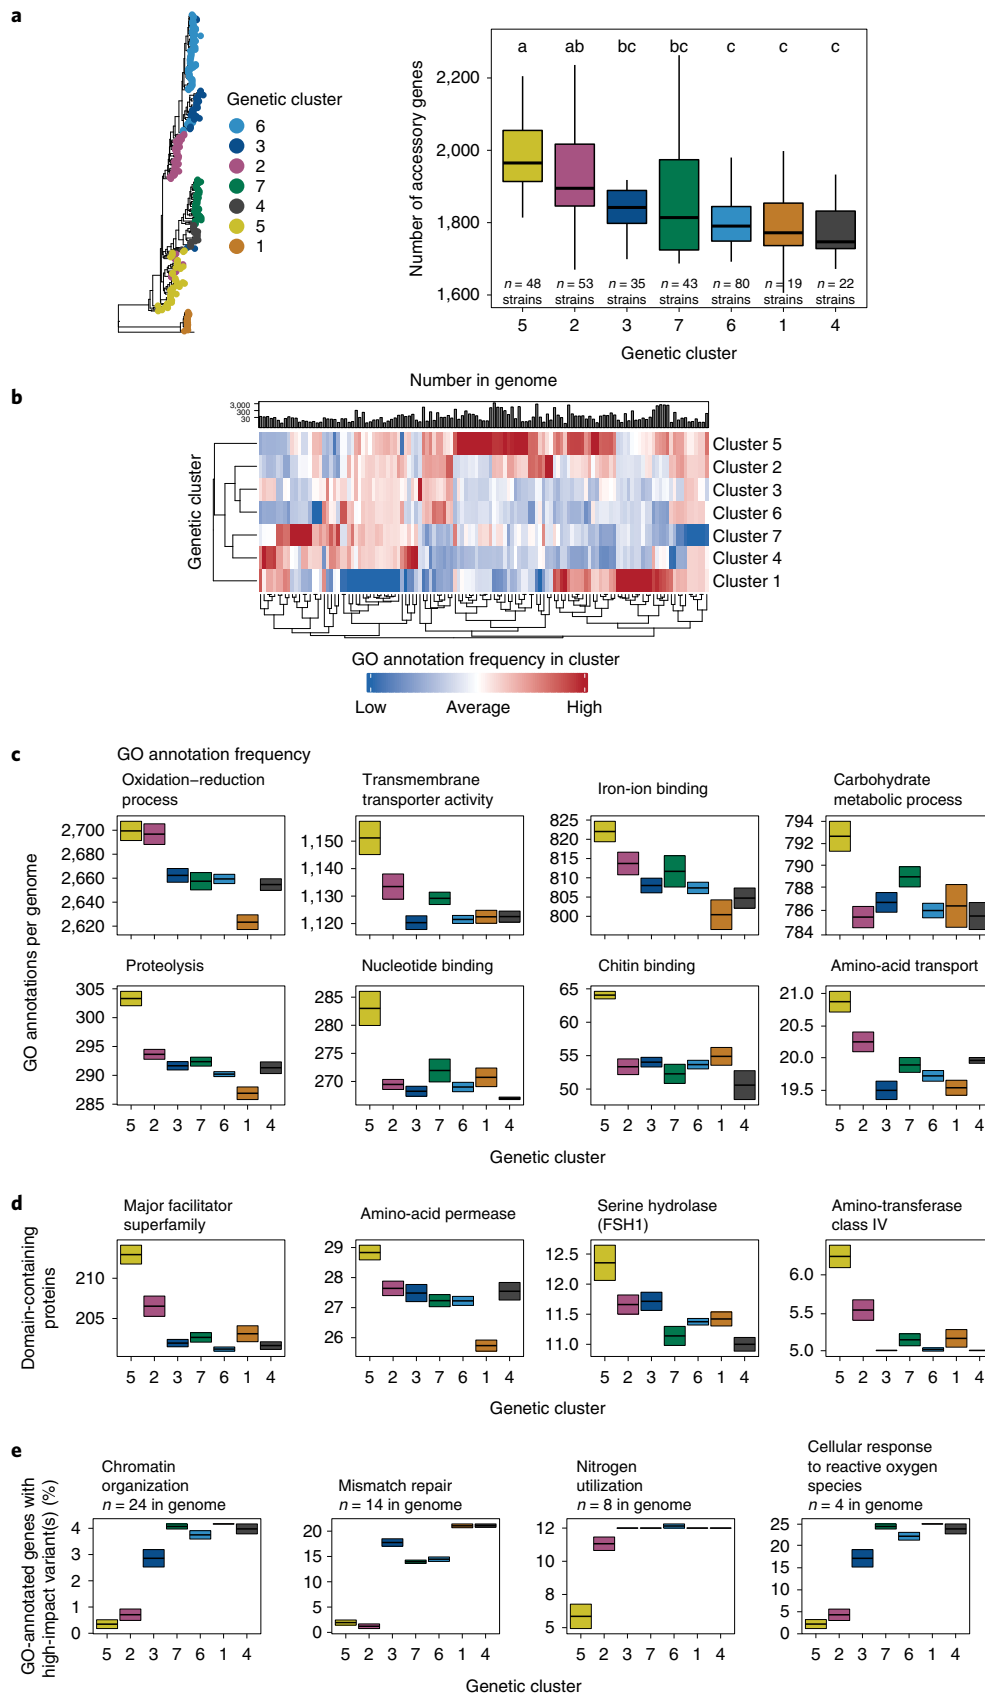 a
Genetic cluster
6
3
2
7
4
5
1
Number of accessory genes
2,200
2,000
1,800
1,600
a ab bc bc c c c
n = 48 n = 53 n = 35 n = 43 n = 80 n = 19 n = 22
strains strains strains strains strains strains strains
5 2 3 7 6 1 4
Genetic cluster
b
Number in genome
3,000
300
30
Genetic cluster
Cluster 5
Cluster 2
Cluster 3
Cluster 6
Cluster 7
Cluster 4
Cluster 1
GO annotation frequency in cluster
Low Average High
c
GO annotation frequency
GO annotations per genome
Oxidation–reduction
process
2,700
2,680
2,660
2,640
2,620
Transmembrane
transporter activity
1,150
1,140
1,130
1,120
Iron-ion binding
825
820
815
810
805
800
Carbohydrate
metabolic process
794
792
790
788
786
784
Proteolysis
305
300
295
290
285
5 2 3 7 6 1 4
Nucleotide binding
285
280
270
5 2 3 7 6 1 4
Chitin binding
65
60
55
50
5 2 3 7 6 1 4
Amino-acid transport
21.0
20.5
20.0
19.5
5 2 3 7 6 1 4
Genetic cluster
d
Domain-containing
proteins
Major facilitator
superfamily
210
205
5 2 3 7 6 1 4
Amino-acid permease
29
28
27
26
5 2 3 7 6 1 4
Serine hydrolase
(FSH1)
12.5
12.0
11.5
11.0
5 2 3 7 6 1 4
Amino-transferase
class IV
6.0
5.5
5.0
5 2 3 7 6 1 4
Genetic cluster
e
GO-annotated genes with
high-impact variant(s) (%)
Chromatin
organization
n = 24 in genome
4
3
2
1
0
5 2 3 7 6 1 4
Mismatch repair
n = 14 in genome
20
15
10
5
0
5 2 3 7 6 1 4
Nitrogen
utilization
n = 8 in genome
12
10
8
5
5 2 3 7 6 1 4
Cellular response
to reactive oxygen
species
n = 4 in genome
25
20
15
10
5
0
5 2 3 7 6 1 4
Genetic cluster